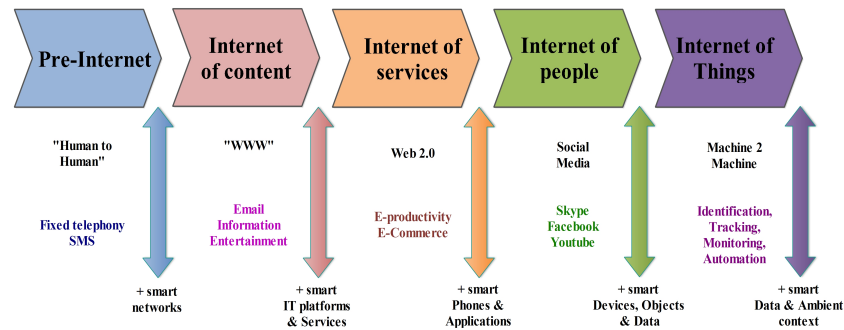 Pre-Internet
Internet
of content
Internet of
services
Internet of
people
Internet of
Things
"Human to
Human"
"WWW"
Web 2.0
Social
Media
Machine 2
Machine
Fixed telephony
SMS
Email
Information
Entertainment
E-productivity
E-Commerce
Skype
Facebook
Youtube
Identification,
Tracking,
Monitoring,
Automation
+ smart
networks
+ smart
IT platforms
& Services
+ smart
Phones &
Applications
+ smart
Devices, Objects
& Data
+ smart
Data & Ambient
context